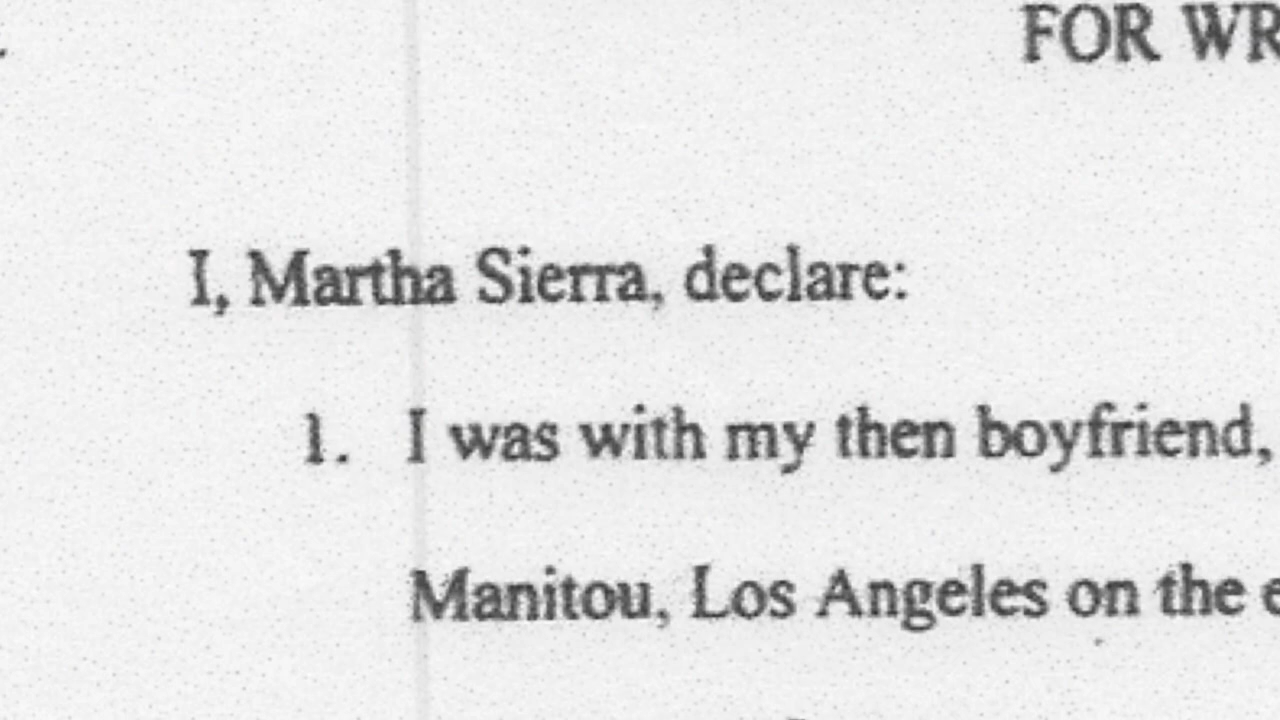 FOR WR
I, Martha Sierra, declare:
1. I was with my then boyfriend,
Manitou, Los Angeles on the e